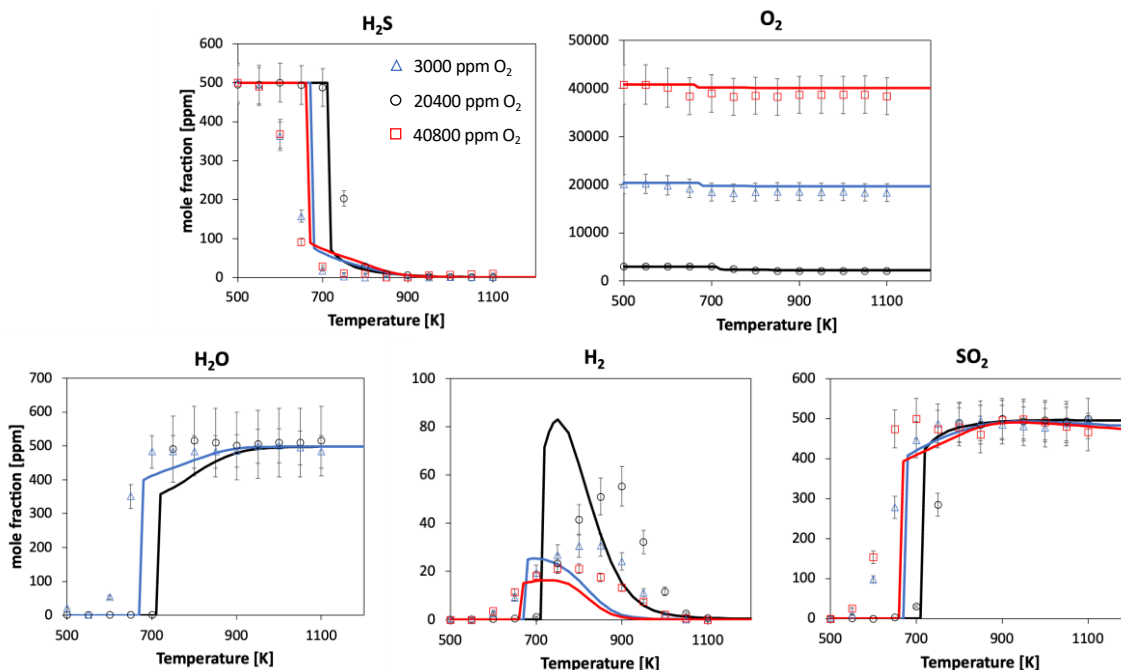 H₂S
mole fraction [ppm]
600
500
400
300
200
100
0
500 700 900 1100
Temperature [K]
3000 ppm O₂
20400 ppm O₂
40800 ppm O₂
O₂
50000
40000
30000
20000
10000
0
500 700 900 1100
Temperature [K]
H₂O
mole fraction [ppm]
700
600
500
400
300
200
100
0
500 700 900 1100
Temperature [K]
H₂
100
80
60
40
20
0
500 700 900 1100
Temperature [K]
SO₂
600
500
400
300
200
100
0
500 700 900 1100
Temperature [K]